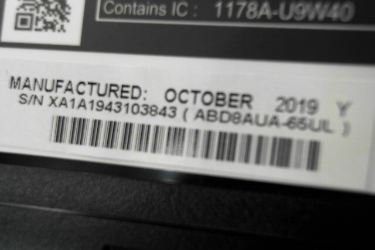 Contains IC : 1178A-U9W40
MANUFACTURED: OCTOBER 2019 Y
S/N XA1A1943103843 ( ABD8AUA-65UL )